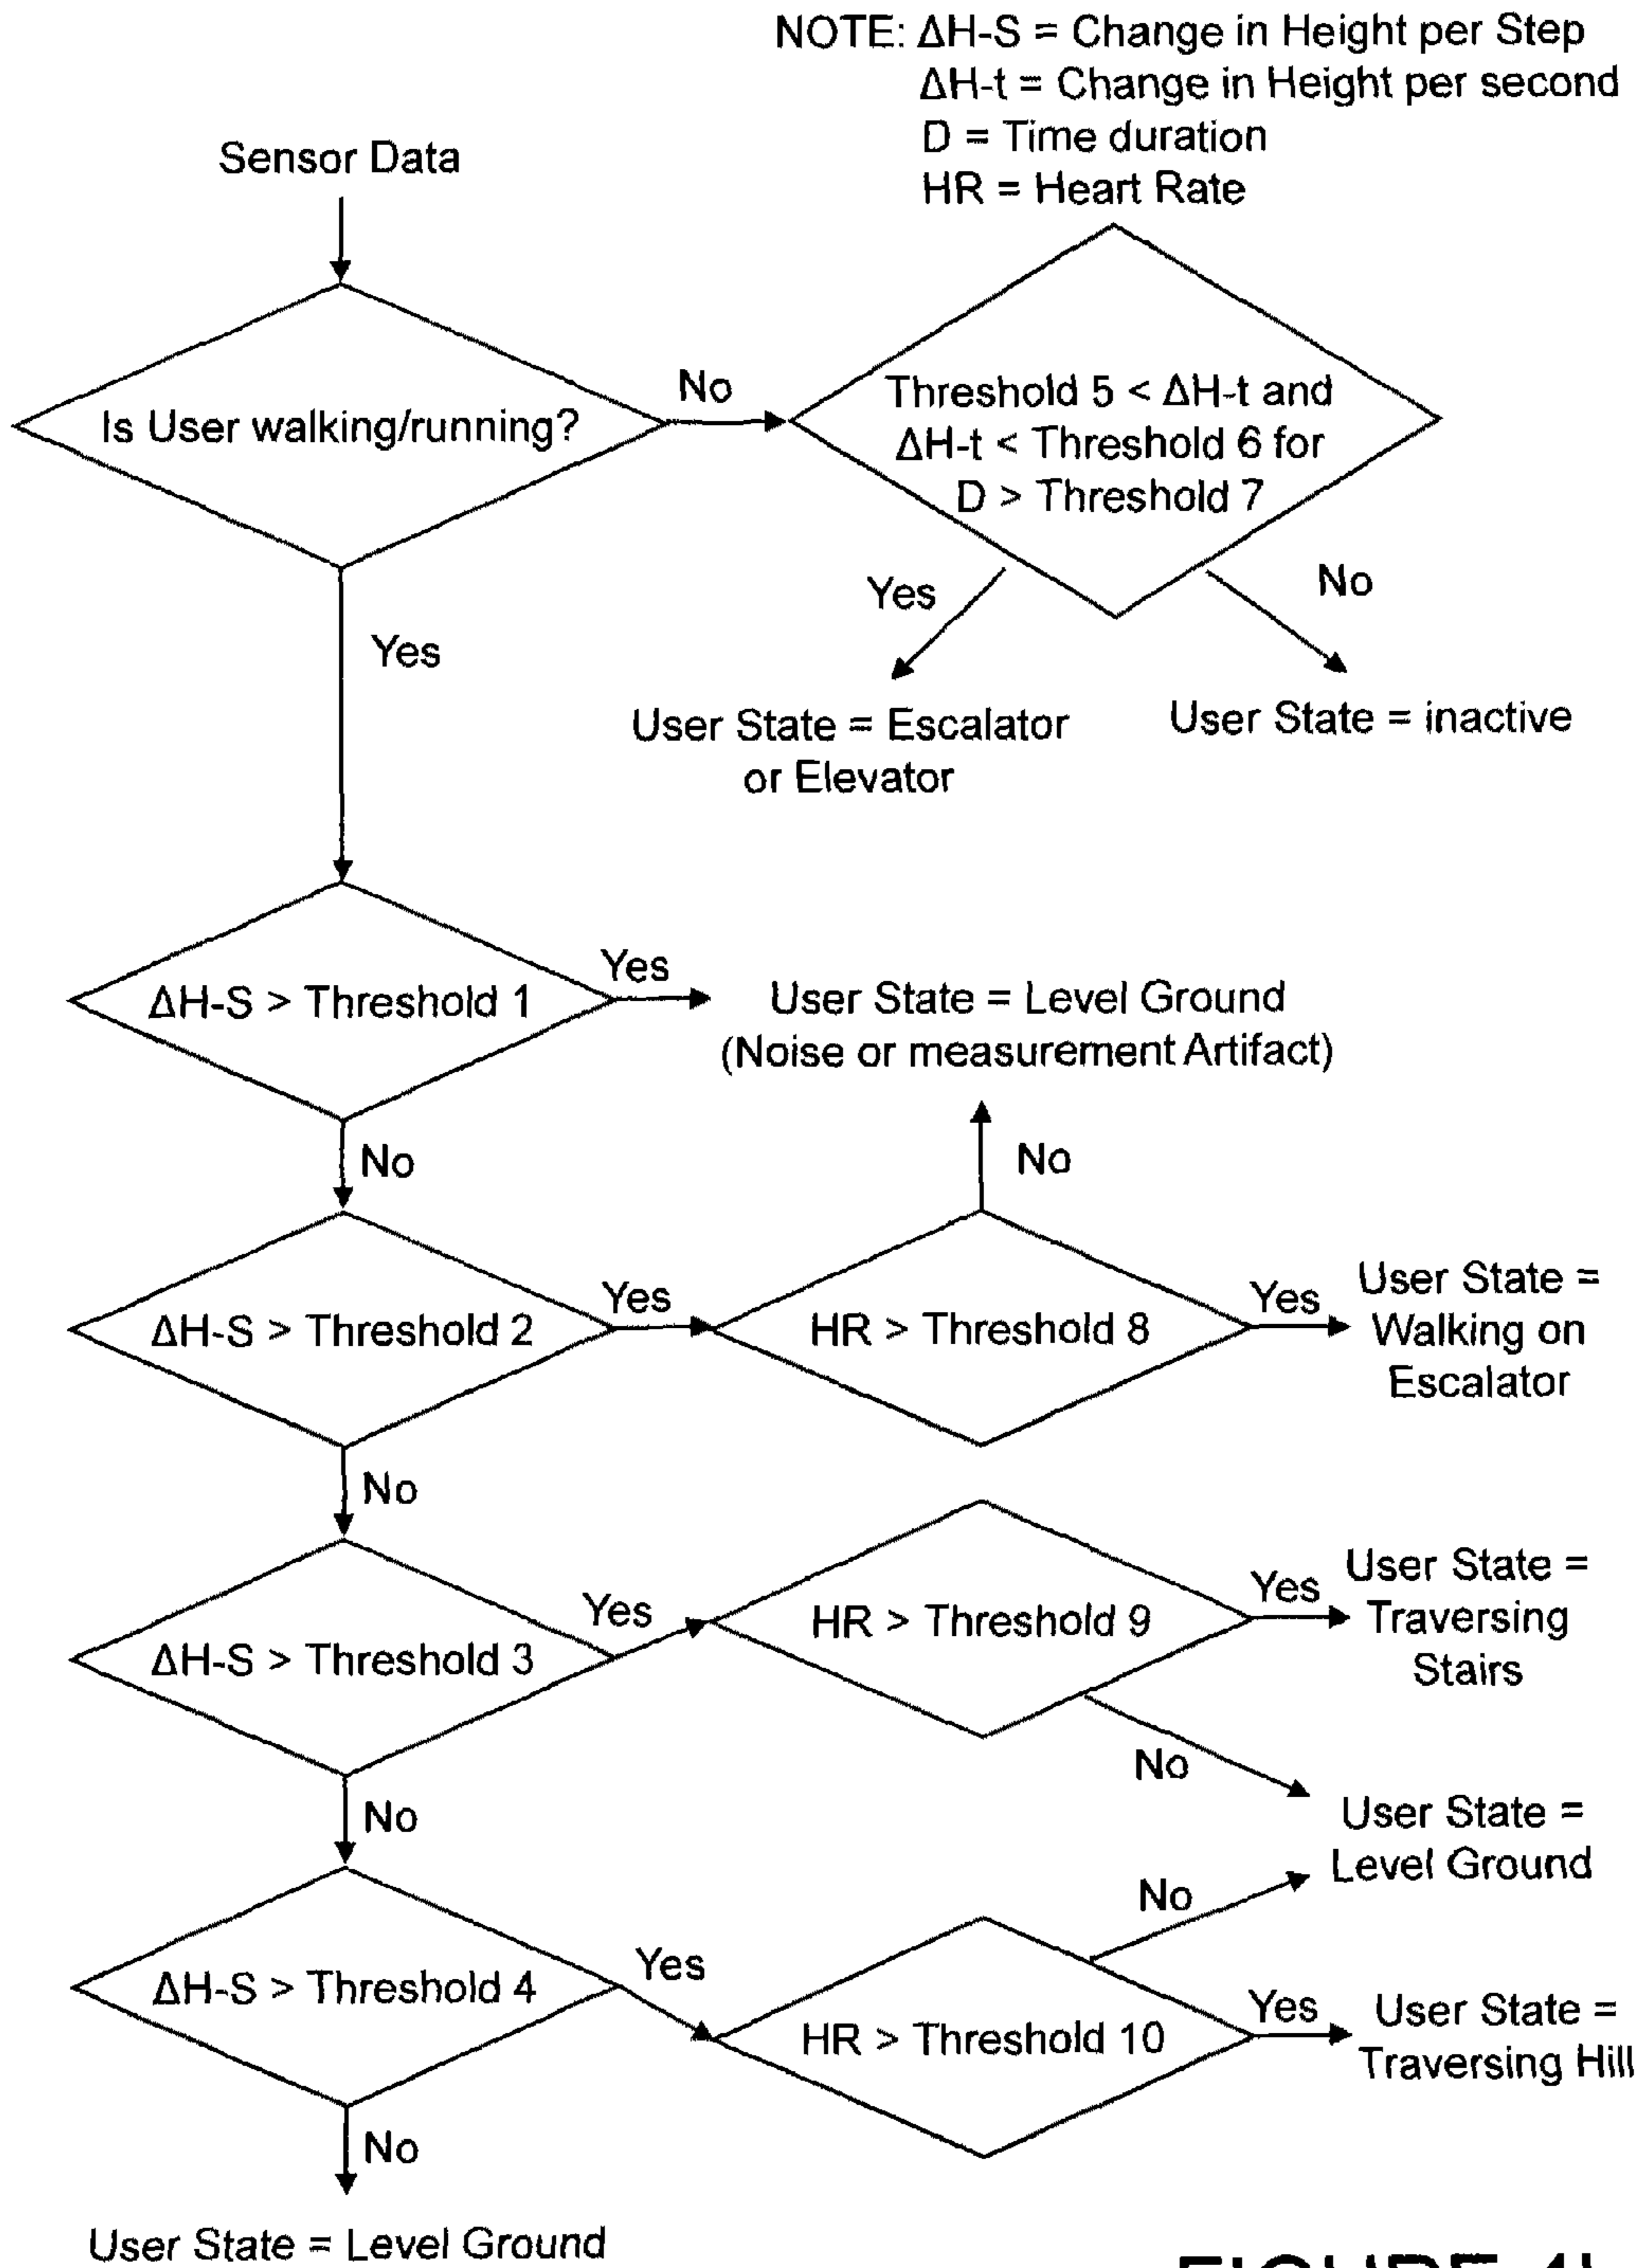 NOTE: ΔH-S = Change in Height per Step
ΔH-t = Change in Height per second
D = Time duration
HR = Heart Rate
Sensor Data
Is User walking/running?
No
Threshold 5 < ΔH-t and
ΔH-t < Threshold 6 for
D > Threshold 7
Yes
No
Yes
User State = Escalator
or Elevator
User State = inactive
ΔH-S > Threshold 1
Yes
User State = Level Ground
(Noise or measurement Artifact)
No
No
ΔH-S > Threshold 2
Yes
HR > Threshold 8
Yes
User State =
Walking on
Escalator
No
ΔH-S > Threshold 3
Yes
HR > Threshold 9
Yes
User State =
Traversing
Stairs
No
No
User State =
Level Ground
No
ΔH-S > Threshold 4
Yes
HR > Threshold 10
Yes
User State =
Traversing Hill
No
User State = Level Ground